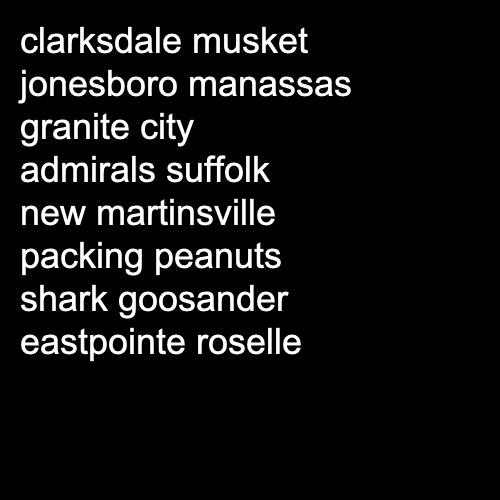 clarksdale musket
jonesboro manassas
granite city
admirals suffolk
new martinsville
packing peanuts
shark goosander
eastpointe roselle